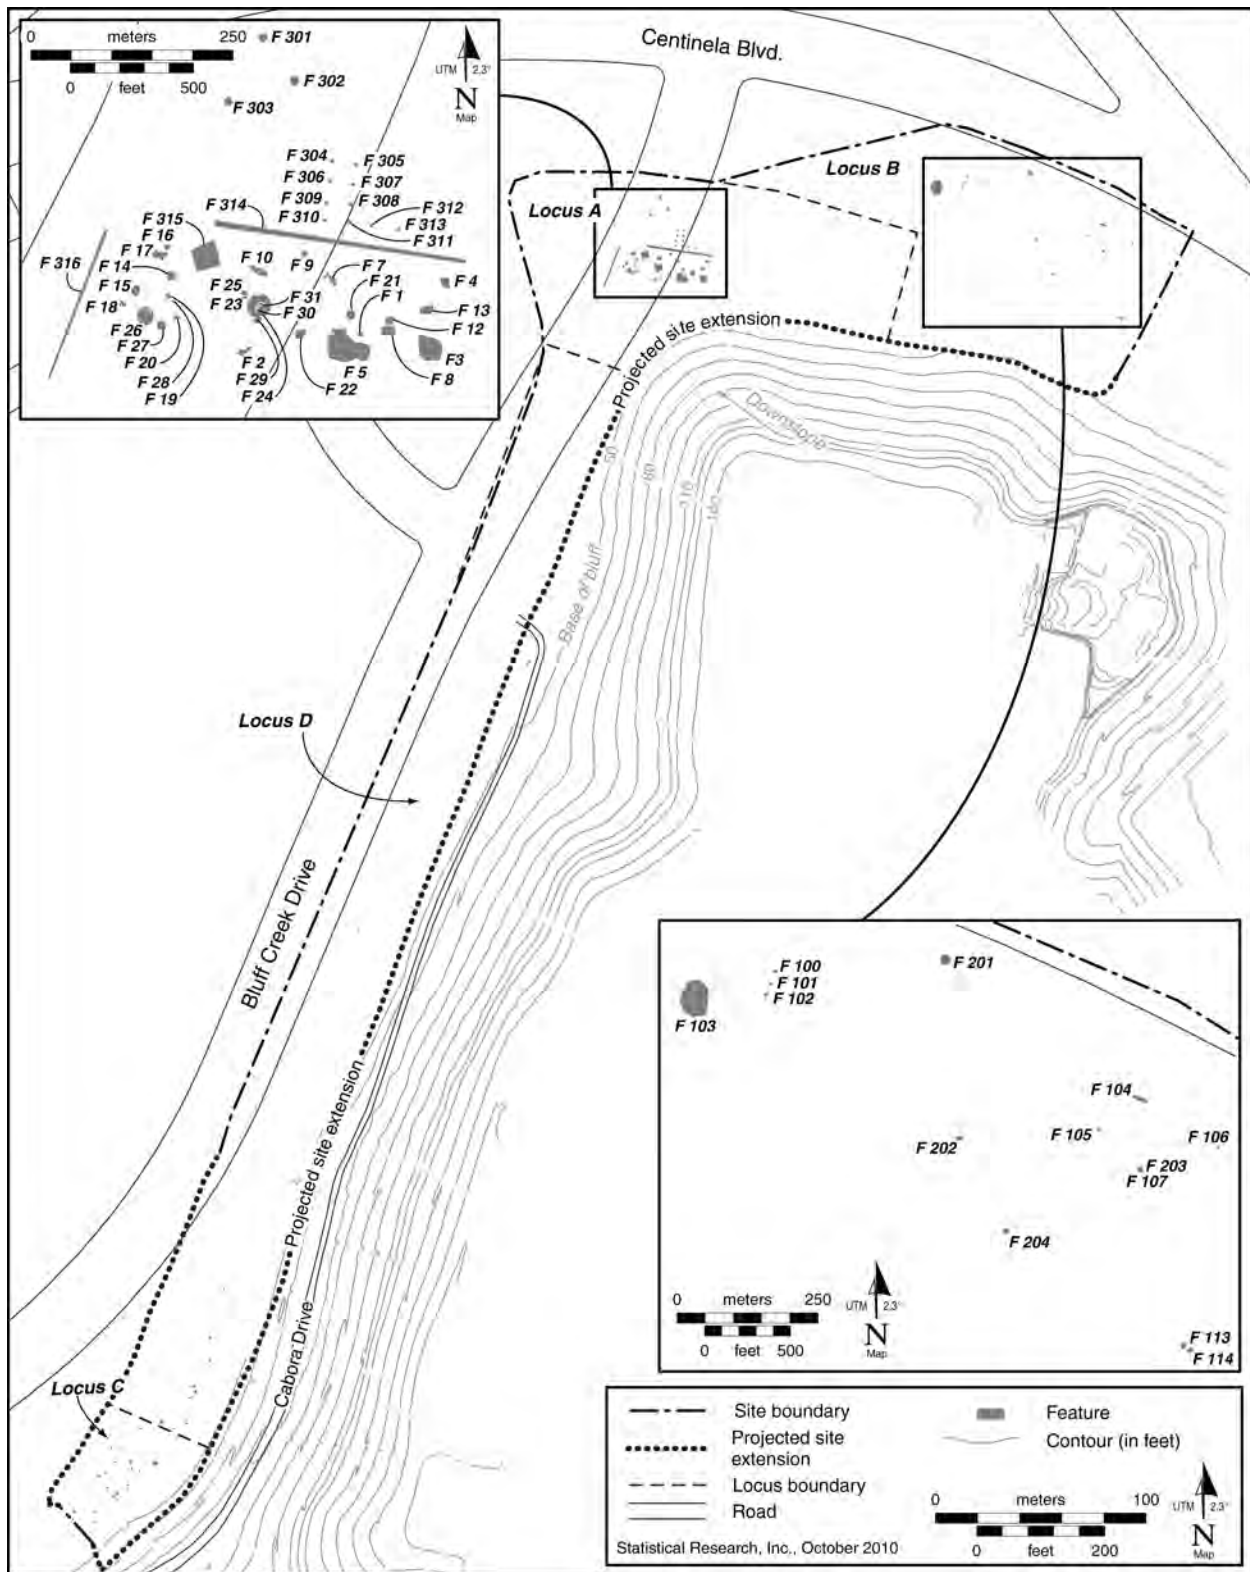 0 meters 250
0 feet 500
UTM 2.3°
N
Map
F 301
F 302
F 303
F 304
F 305
F 306
F 307
F 309
F 308
F 310
F 312
F 313
F 311
F 314
F 315
F 16
F 17
F 316
F 14
F 15
F 18
F 10
F 9
F 7
F 21
F 1
F 4
F 25
F 23
F 31
F 30
F 13
F 12
F 26
F 27
F 20
F 28
F 19
F 2
F 29
F 24
F 22
F 5
F 8
F3
Centinela Blvd.
Locus A
Locus B
Projected site extension
Downslope
50
80
110
160
Base of bluff
Locus D
Bluff Creek Drive
Projected site extension
Cabora Drive
Locus C
F 100
F 101
F 102
F 103
F 201
F 104
F 105
F 106
F 202
F 203
F 107
F 204
F 113
F 114
0 meters 250
0 feet 500
UTM 2.3°
N
Map
Site boundary
Projected site
extension
Locus boundary
Road
Feature
Contour (in feet)
0 meters 100
0 feet 200
UTM 2.3°
N
Map
Statistical Research, Inc., October 2010